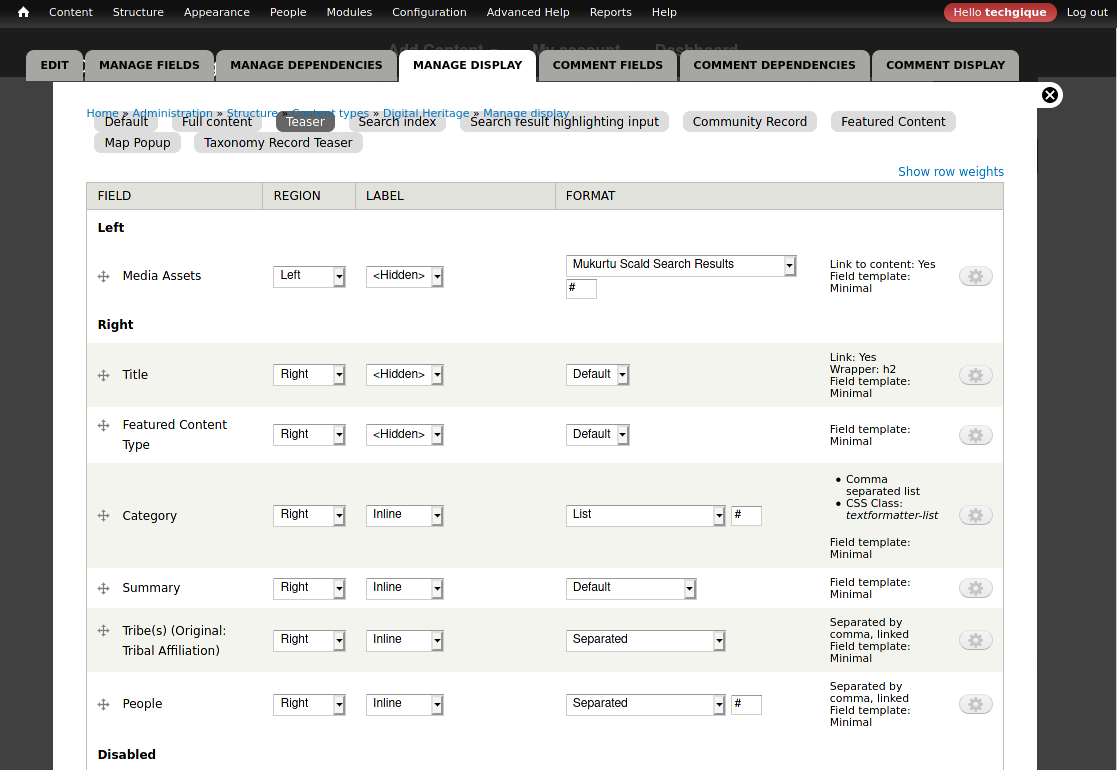 Content Structure Appearance People Modules Configuration Advanced Help Reports Help Hello techgique Log out
Add Content My account Dashboard
EDIT MANAGE FIELDS MANAGE DEPENDENCIES MANAGE DISPLAY COMMENT FIELDS COMMENT DEPENDENCIES COMMENT DISPLAY
Home » Administration » Structure » Content types » Digital Heritage » Manage display
Default Full content Teaser Search index Search result highlighting input Community Record Featured Content
Map Popup Taxonomy Record Teaser
Show row weights
FIELD REGION LABEL FORMAT
Left
Media Assets Left <Hidden> Mukurtu Scald Search Results
#
Link to content: Yes
Field template:
Minimal
Right
Title Right <Hidden> Default
Link: Yes
Wrapper: h2
Field template:
Minimal
Featured Content
Type
Right <Hidden> Default
Field template:
Minimal
Category Right Inline List #
• Comma
separated list
• CSS Class:
textformatter-list
Field template:
Minimal
Summary Right Inline Default
Field template:
Minimal
Tribe(s) (Original:
Tribal Affiliation)
Right Inline Separated
Separated by
comma, linked
Field template:
Minimal
People Right Inline Separated #
Separated by
comma, linked
Field template:
Minimal
Disabled